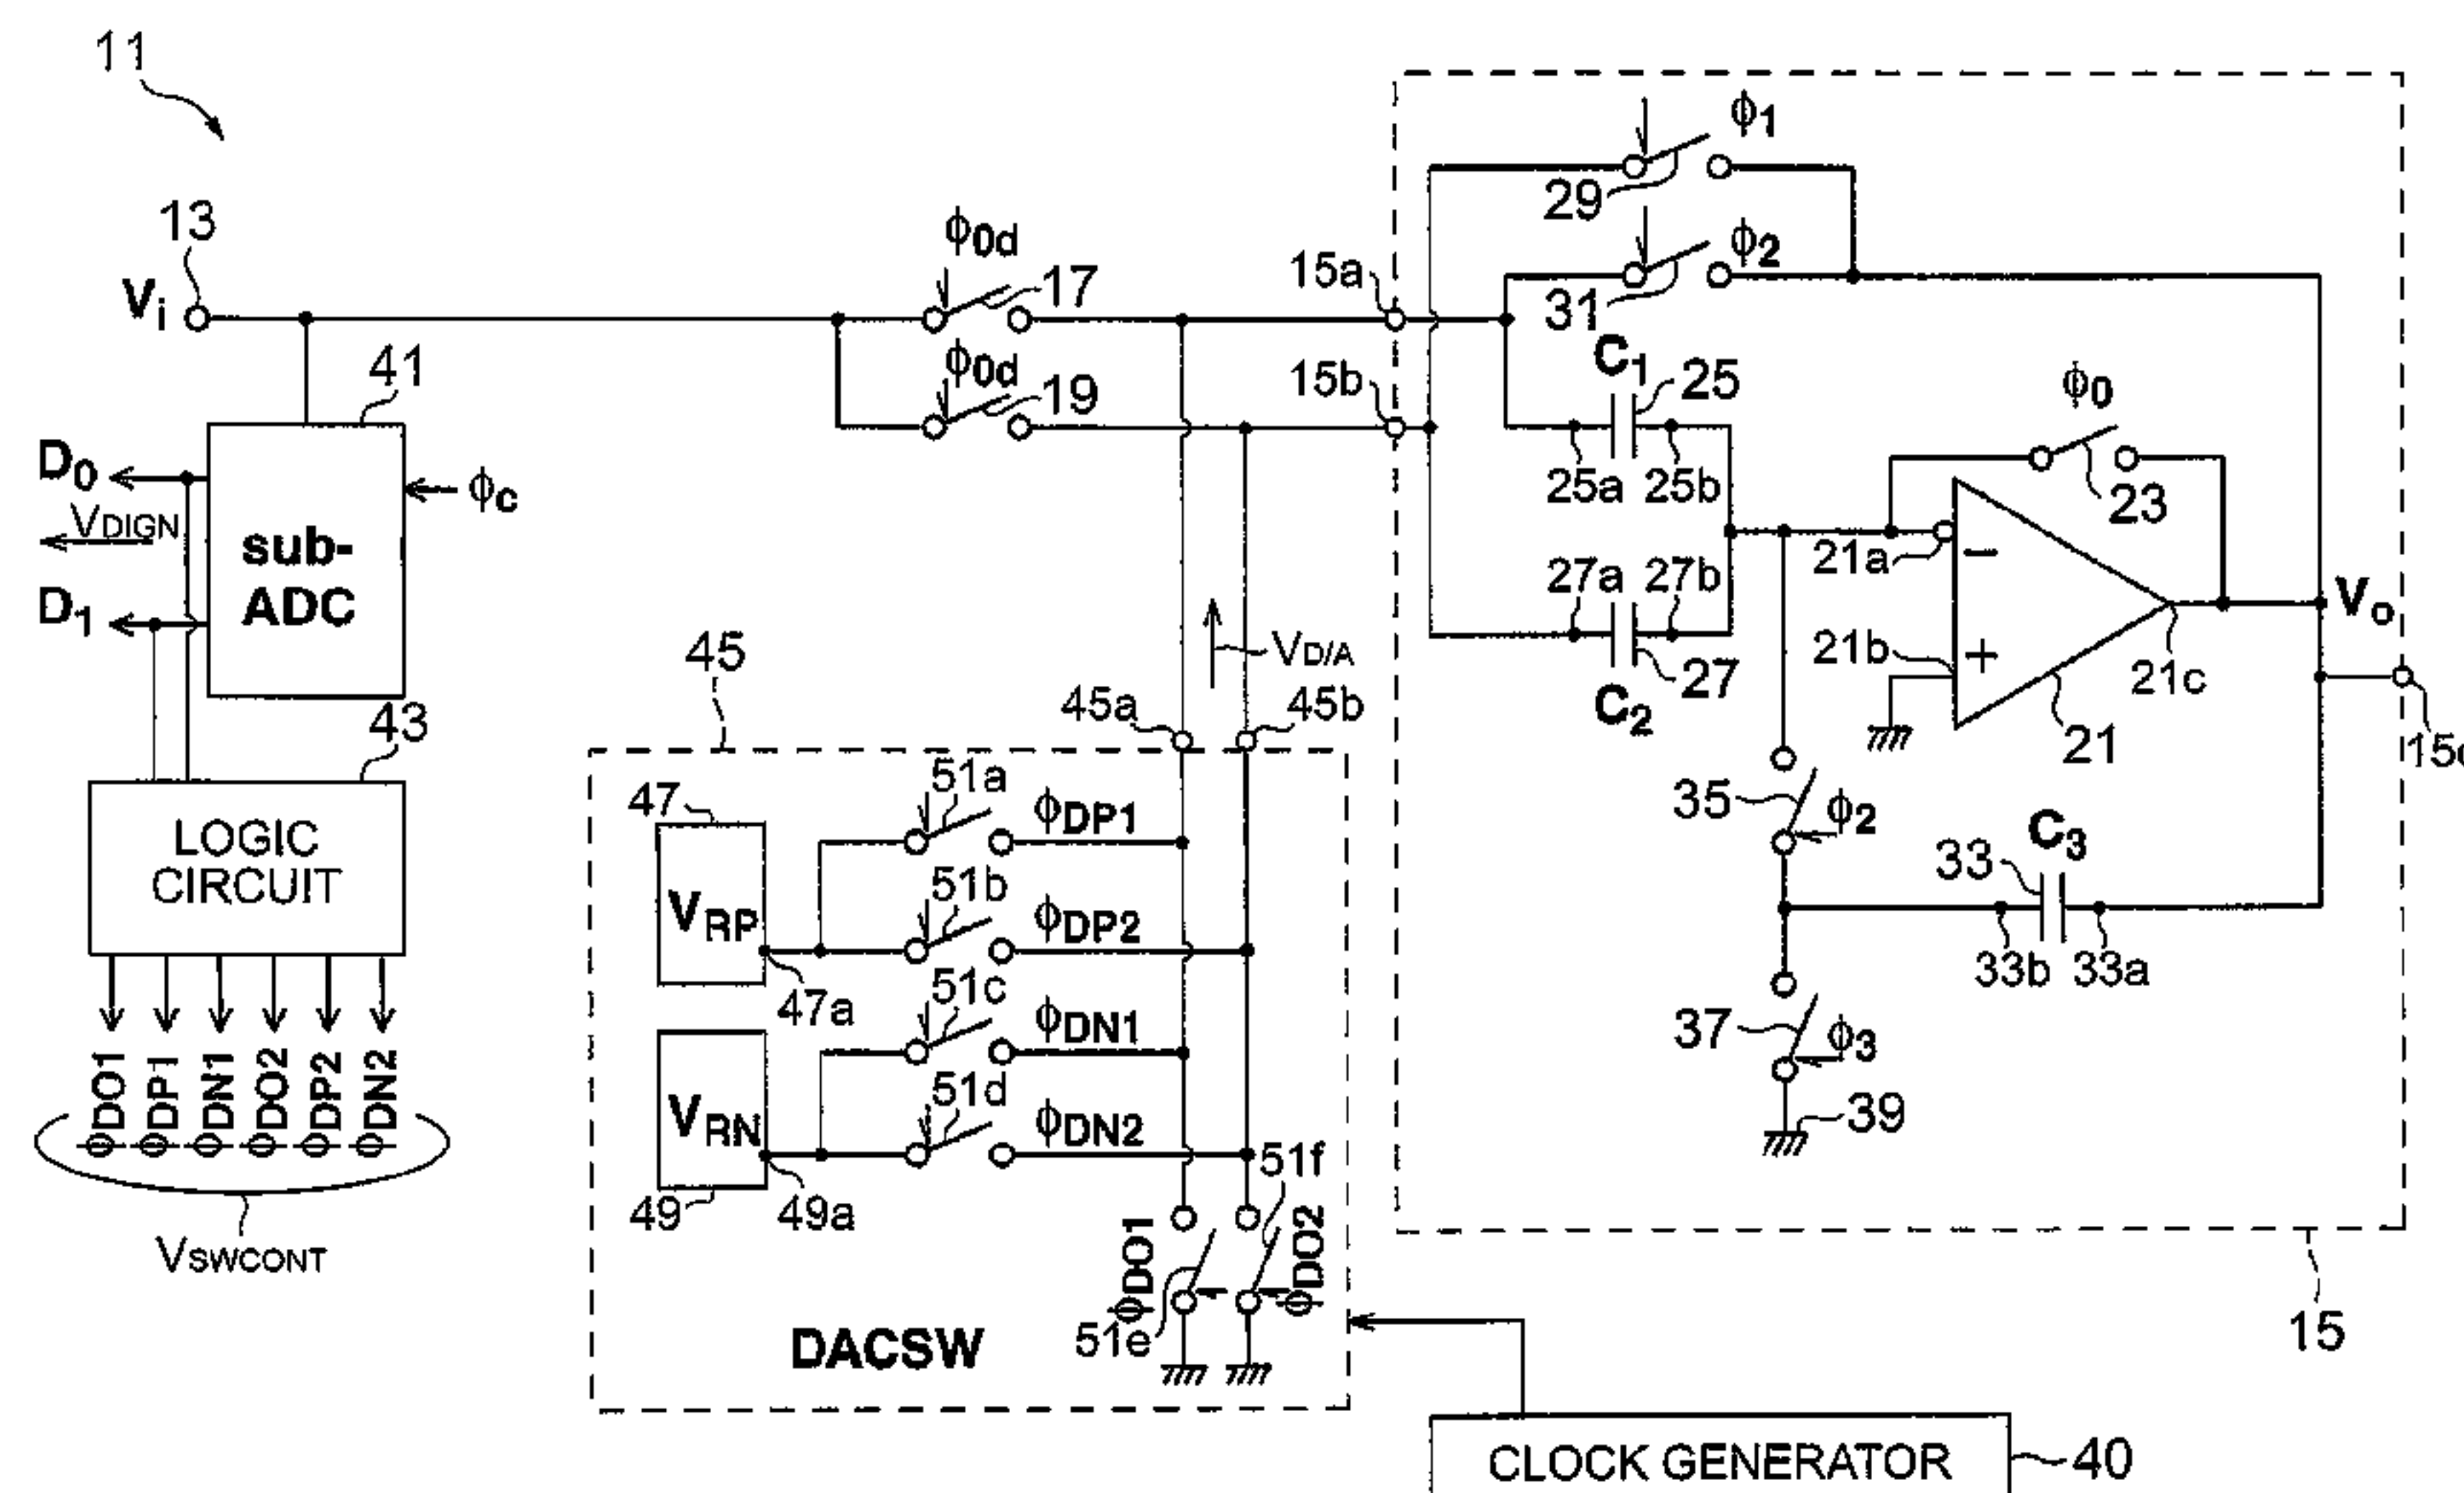 11
13
Vi
ϕ0d
17
ϕ0d
19
15a
15b
ϕ1
29
ϕ2
31
C1
25
25a
25b
27a
27b
27
C2
ϕ0
23
21a
−
21b
+
21c
21
Vo
35
ϕ2
C3
33
33b
33a
37
ϕ3
39
15
41
D0
VDIGN
D1
ϕc
sub-
ADC
43
LOGIC
CIRCUIT
ϕDO1
ϕDP1
ϕDN1
ϕDO2
ϕDP2
ϕDN2
VSWCONT
45
45a
45b
VD/A
47
VRP
47a
51a
ϕDP1
51b
ϕDP2
51c
ϕDN1
51d
ϕDN2
VRN
49
49a
51f
ϕDO1
ϕDO2
51e
DACSW
CLOCK GENERATOR
40